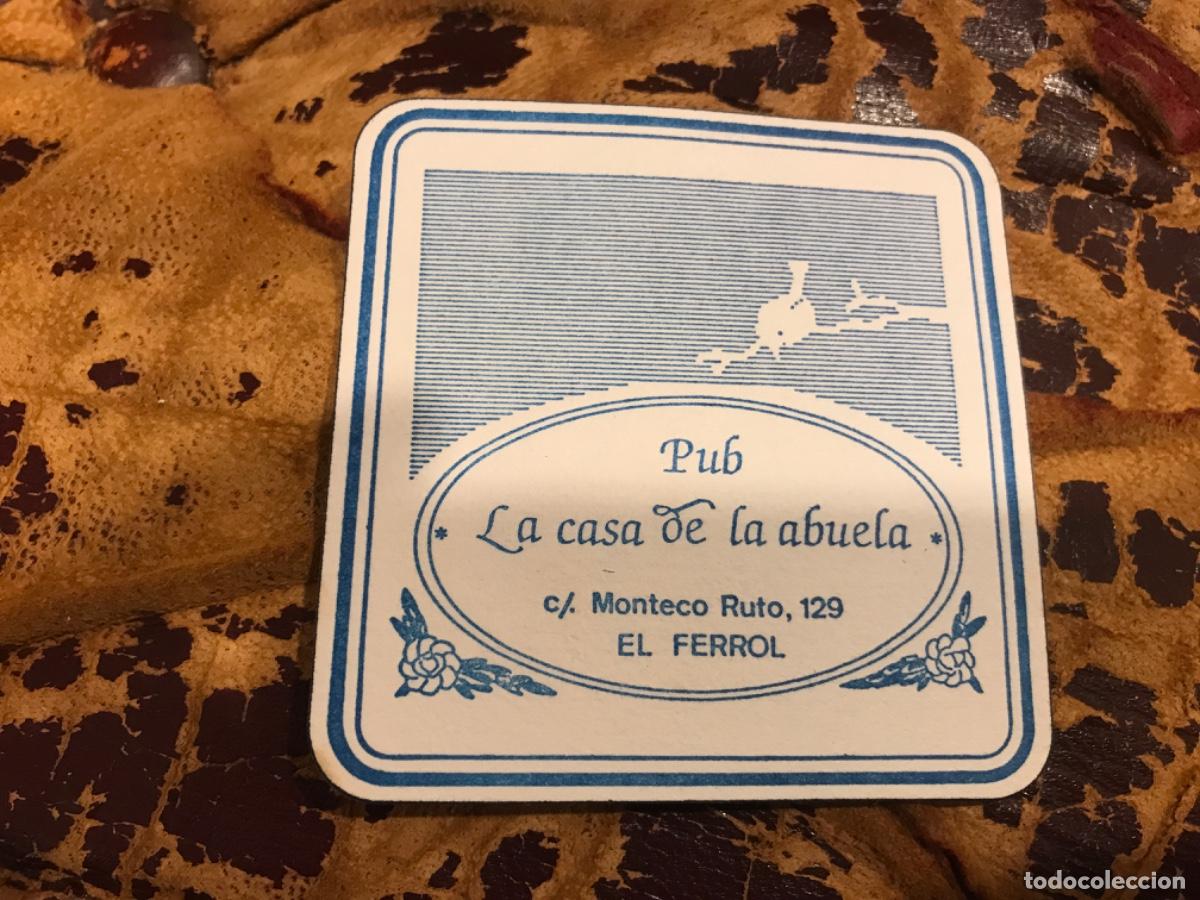 Pub
* La casa de la abuela *
c/. Monteco Ruto, 129
EL FERROL
todocoleccion